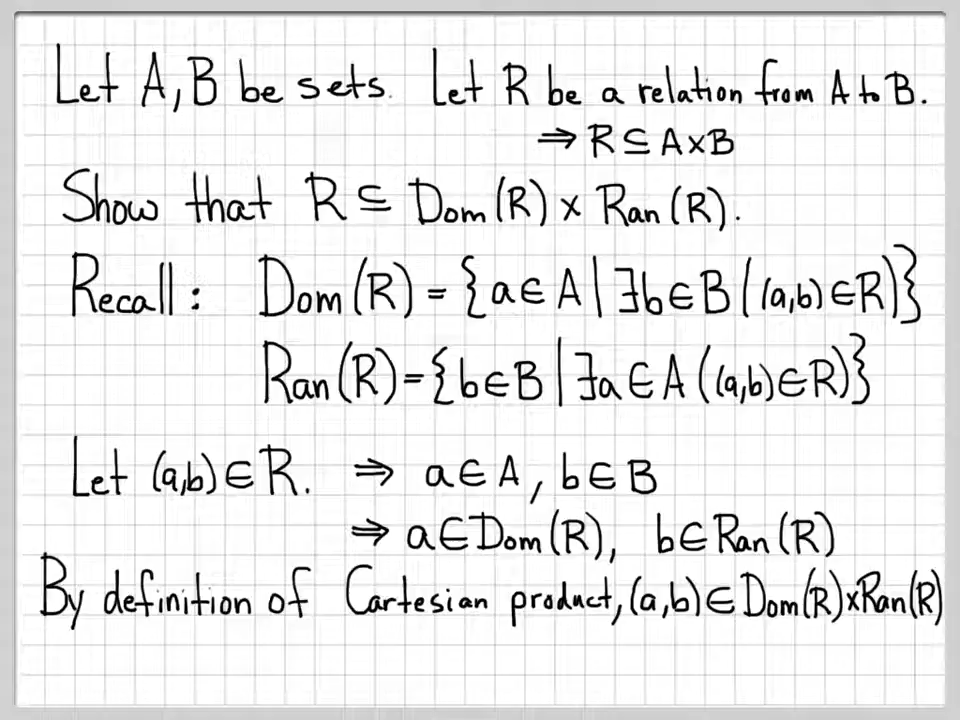 Let A, B be sets. Let R be a relation from A to B.
⇒ R ⊆ A×B
Show that R ⊆ Dom(R) × Ran(R).
Recall: Dom(R) = {a∈A | ∃b∈B ((a,b)∈R)}
Ran(R) = {b∈B | ∃a∈A ((a,b)∈R)}
Let (a,b)∈R. ⇒ a∈A, b∈B
⇒ a∈Dom(R), b∈Ran(R)
By definition of Cartesian product, (a,b)∈Dom(R)×Ran(R)